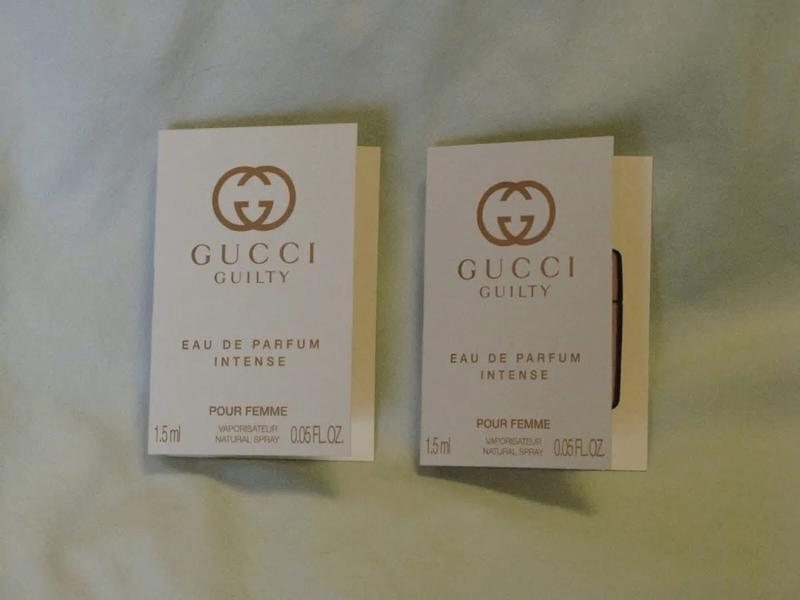 GUCCI
GUILTY
EAU DE PARFUM
INTENSE
POUR FEMME
1.5 ml
VAPORISATEUR
NATURAL SPRAY
0.05 FL.OZ.
GUCCI
GUILTY
EAU DE PARFUM
INTENSE
POUR FEMME
1.5 ml
VAPORISATEUR
NATURAL SPRAY
0.05 FL.OZ.